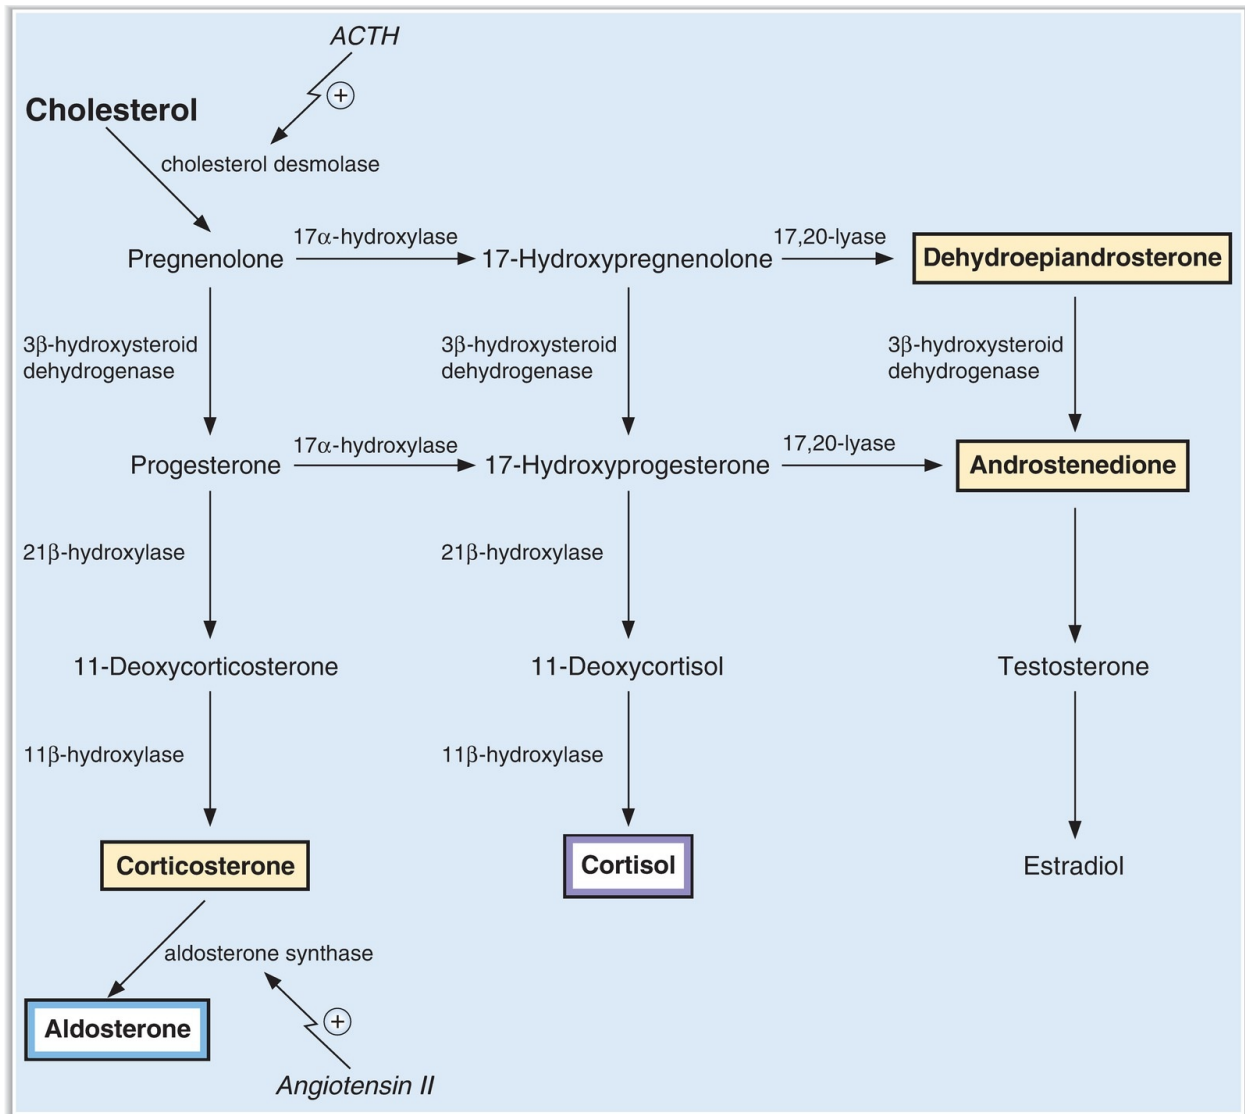 ACTH
+
Cholesterol
cholesterol desmolase
17α-hydroxylase
17,20-lyase
Pregnenolone
17-Hydroxypregnenolone
Dehydroepiandrosterone
3β-hydroxysteroid
dehydrogenase
3β-hydroxysteroid
dehydrogenase
3β-hydroxysteroid
dehydrogenase
17α-hydroxylase
17,20-lyase
Progesterone
17-Hydroxyprogesterone
Androstenedione
21β-hydroxylase
21β-hydroxylase
11-Deoxycorticosterone
11-Deoxycortisol
Testosterone
11β-hydroxylase
11β-hydroxylase
Corticosterone
Cortisol
Estradiol
aldosterone synthase
Aldosterone
+
Angiotensin II